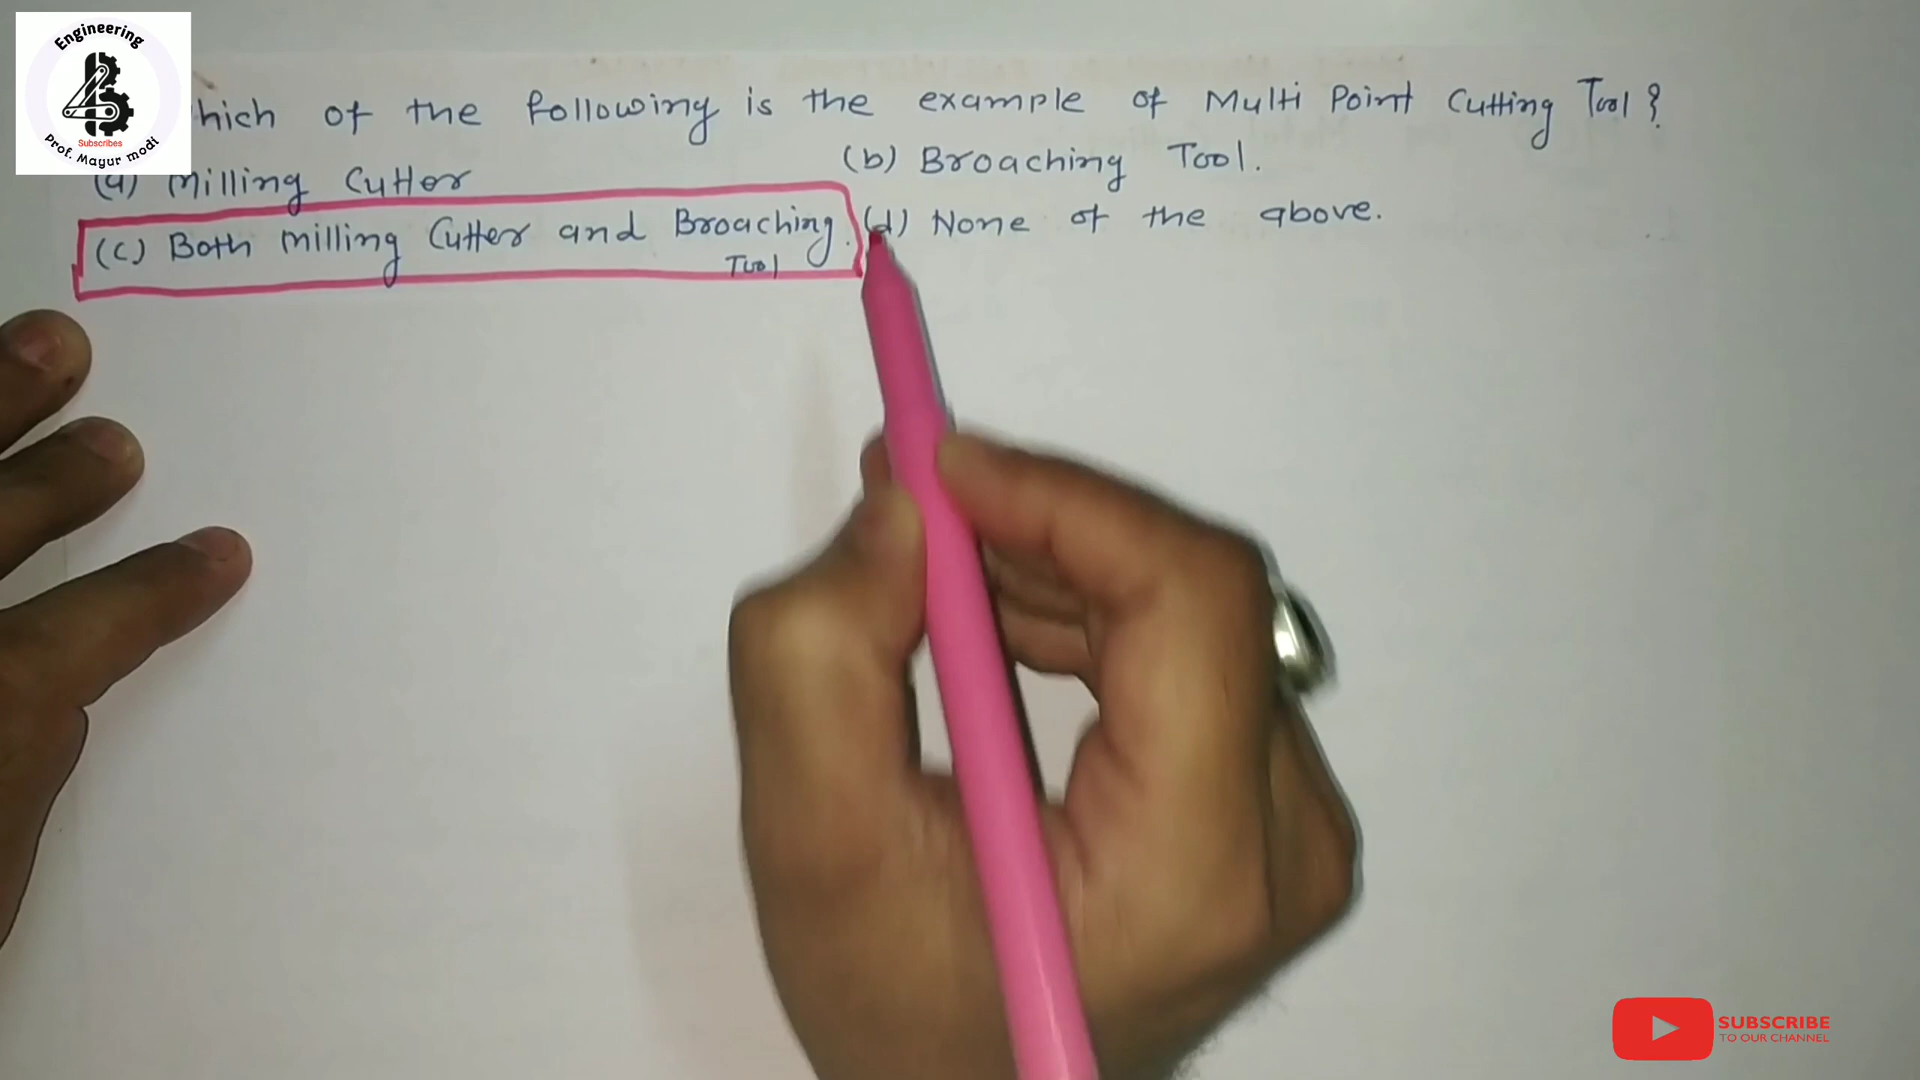 Engineering
Subscribes
Prof. Mayur modi
hich of the following is the example of Multi Point Cutting Tool?
(a) Milling Cutter
(b) Broaching Tool.
(c) Both Milling Cutter and Broaching Tool.
(d) None of the above.
SUBSCRIBE
TO OUR CHANNEL